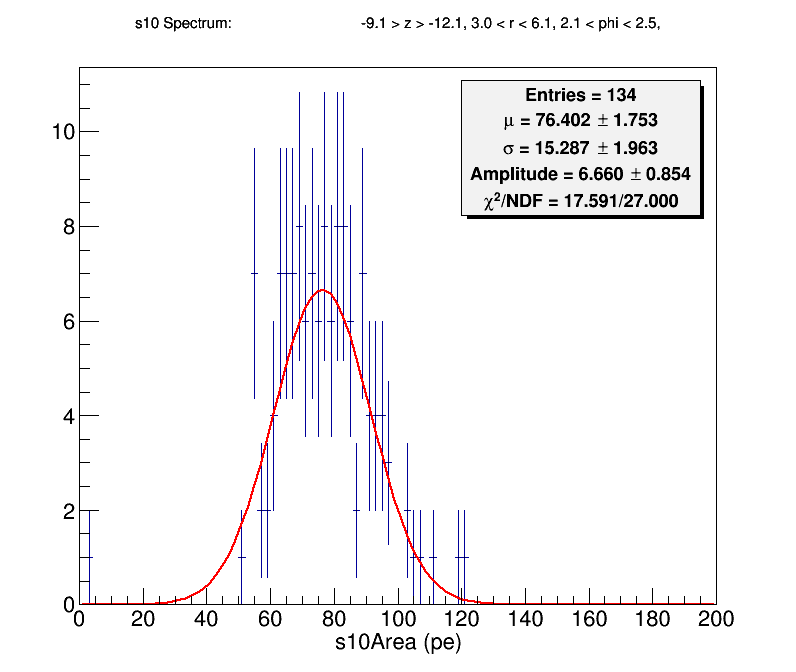 s10 Spectrum: -9.1 > z > -12.1, 3.0 < r < 6.1, 2.1 < phi < 2.5,
Entries = 134
μ = 76.402 ± 1.753
σ = 15.287 ± 1.963
Amplitude = 6.660 ± 0.854
χ²/NDF = 17.591/27.000
10
8
6
4
2
0
0 20 40 60 80 100 120 140 160 180 200
s10Area (pe)